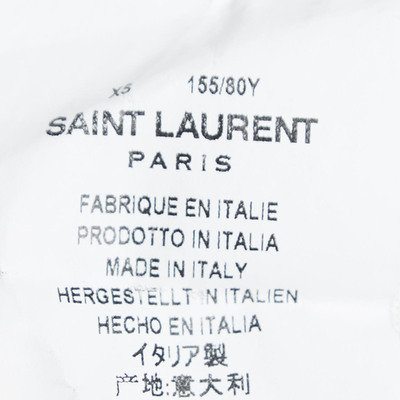 XS 155/80Y
SAINT LAURENT
PARIS
FABRIQUE EN ITALIE
PRODOTTO IN ITALIA
MADE IN ITALY
HERGESTELLT IN ITALIEN
HECHO EN ITALIA
イタリア製
产地:意大利